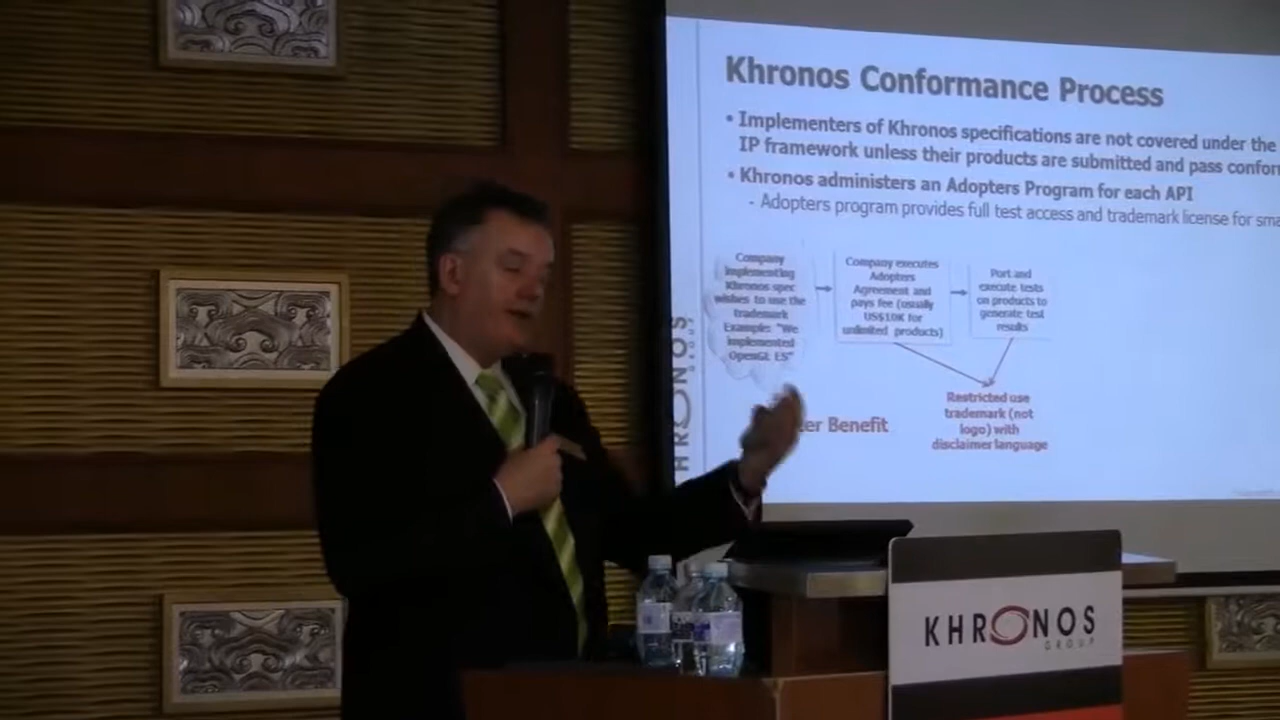 Khronos Conformance Process
• Implementers of Khronos specifications are not covered under the
IP framework unless their products are submitted and pass confor
• Khronos administers an Adopters Program for each API
- Adopters program provides full test access and trademark license for sma
Company
implementing
Khronos spec
wishes to use the
trademark
Example: "We
implemented
OpenGL ES"
Company executes
Adopters
Agreement and
pays fee (usually
US$10K for
unlimited products)
Port and
execute tests
on products to
generate test
results
Restricted use
trademark (not
logo) with
disclaimer language
er Benefit
HRONOS
GROUP
KHRONOS
GROUP